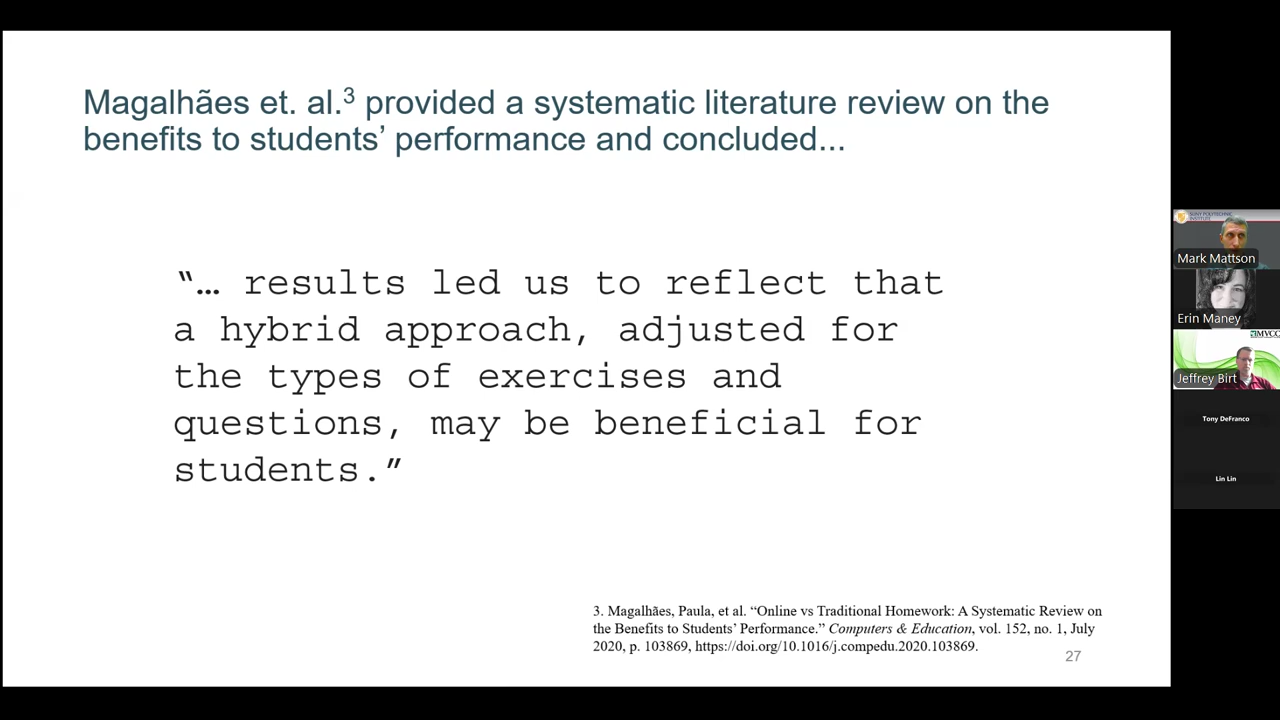 Magalhães et. al.3 provided a systematic literature review on the
benefits to students’ performance and concluded...
“… results led us to reflect that
a hybrid approach, adjusted for
the types of exercises and
questions, may be beneficial for
students.”
3. Magalhães, Paula, et al. “Online vs Traditional Homework: A Systematic Review on
the Benefits to Students’ Performance.” Computers & Education, vol. 152, no. 1, July
2020, p. 103869, https://doi.org/10.1016/j.compedu.2020.103869.
27
SUNY POLYTECHNIC
INSTITUTE
Mark Mattson
Erin Maney
MVCC
Jeffrey Birt
Tony DeFranco
Lin Lin